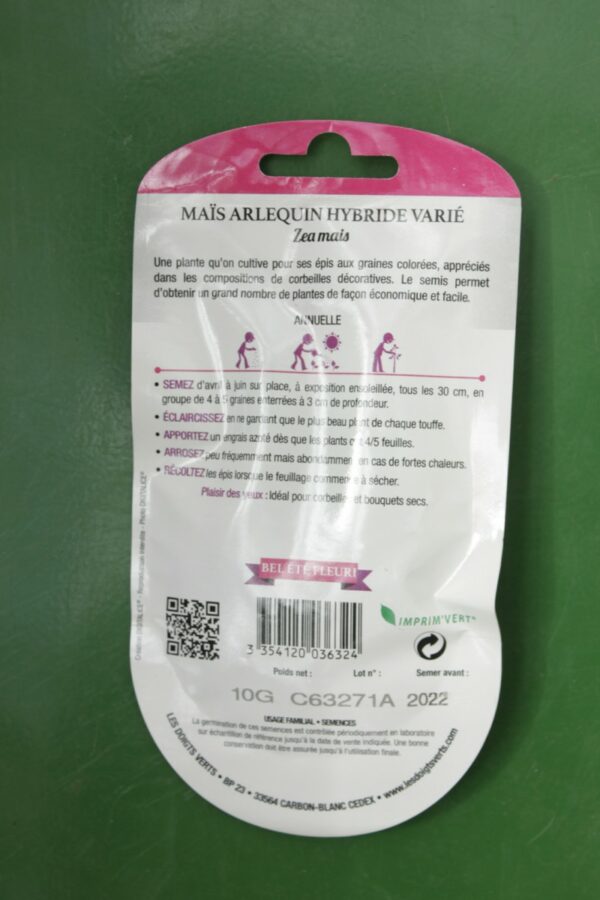 MAÏS ARLEQUIN HYBRIDE VARIÉ
Zea mais
Une plante qu'on cultive pour ses épis aux graines colorées, appréciés
dans les compositions de corbeilles décoratives. Le semis permet
d'obtenir un grand nombre de plantes de façon économique et facile.
ANNUELLE
• SEMEZ d'avril à juin sur place, à exposition ensoleillée, tous les 30 cm, en
groupe de 4 à 5 graines enterrées à 3 cm de profondeur.
• ÉCLAIRCISSEZ en ne gardant que le plus beau plant de chaque touffe.
• APPORTEZ un engrais azoté dès que les plants ont 4/5 feuilles.
• ARROSEZ peu fréquemment mais abondamment en cas de fortes chaleurs.
• RÉCOLTEZ les épis lorsque le feuillage commence à sécher.
Plaisir des yeux : Idéal pour corbeilles et bouquets secs.
Création DIGITALICE® - Reproduction interdite - Photo DIGITALICE®
BEL ÉTÉ FLEURI
IMPRIM'VERT®
3 354120 036324
Poids net : Lot n° : Semer avant :
10G C63271A 2022
USAGE FAMILIAL • SEMENCES
La germination de ces semences est contrôlée périodiquement en laboratoire
sur échantillon de référence jusqu'à la date de vente indiquée. Une bonne
conservation doit être assurée jusqu'à l'utilisation finale.
LES DOIGTS VERTS • BP 23 • 33564 CARBON-BLANC CEDEX • www.lesdoigtsverts.com